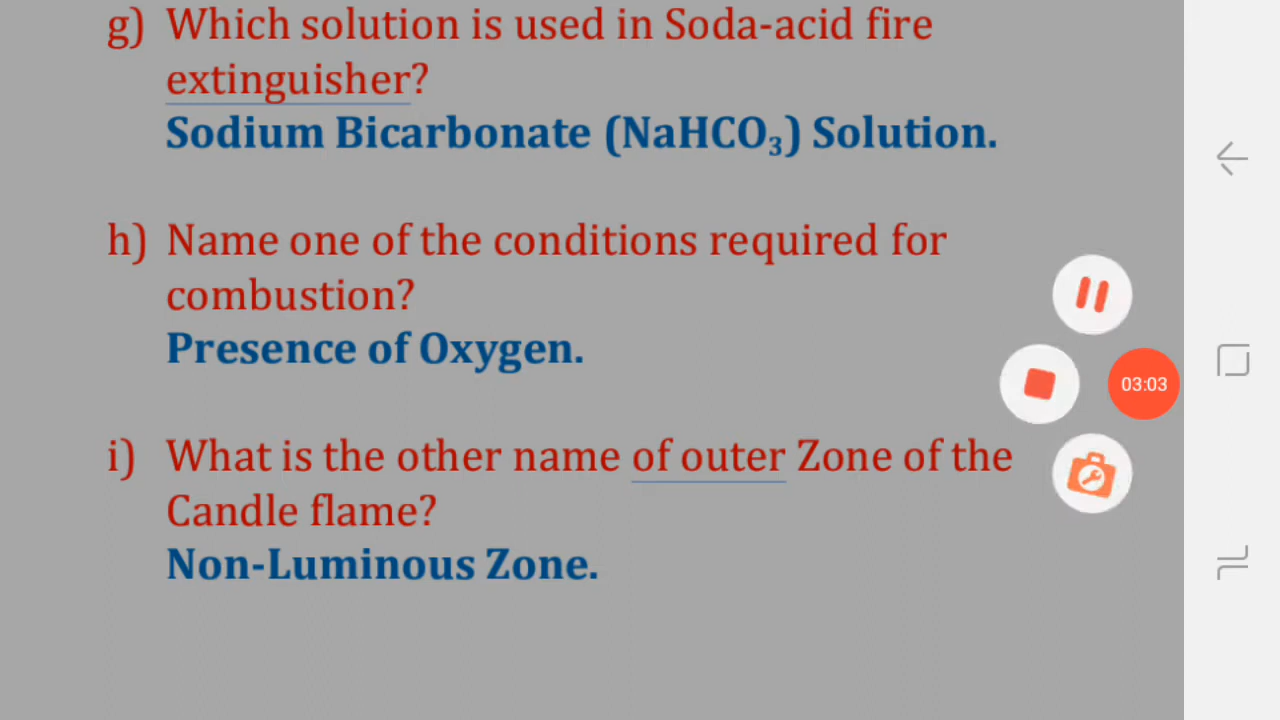 g) Which solution is used in Soda-acid fire
extinguisher?
Sodium Bicarbonate (NaHCO₃) Solution.
h) Name one of the conditions required for
combustion?
Presence of Oxygen.
03:03
i) What is the other name of outer Zone of the
Candle flame?
Non-Luminous Zone.